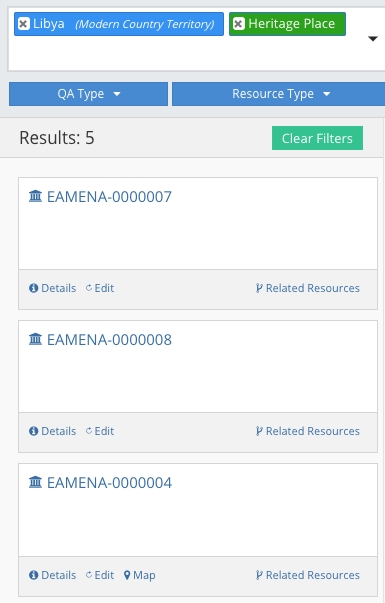 Libya (Modern Country Territory) Heritage Place
QA Type Resource Type
Results: 5 Clear Filters
EAMENA-0000007
Details Edit Related Resources
EAMENA-0000008
Details Edit Related Resources
EAMENA-0000004
Details Edit Map Related Resources